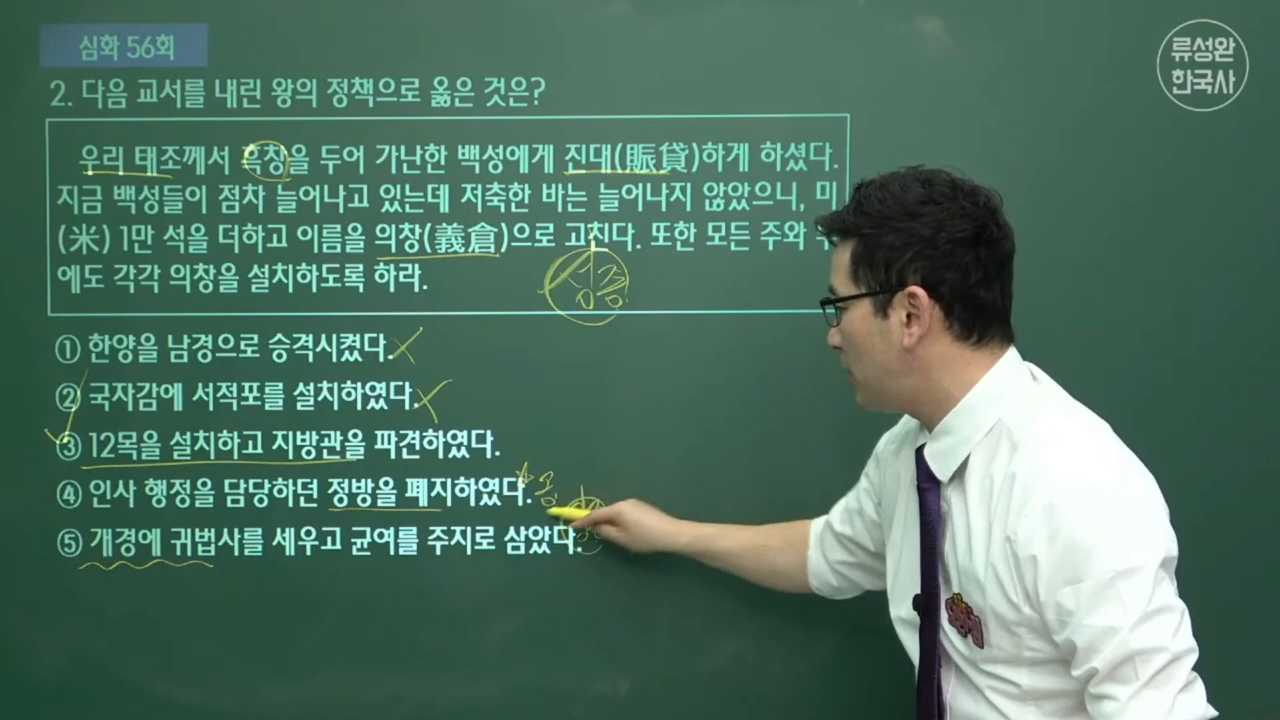 심화 56회
류성완
한국사
2. 다음 교서를 내린 왕의 정책으로 옳은 것은?
우리 태조께서 흑창을 두어 가난한 백성에게 진대(賑貸)하게 하셨다.
지금 백성들이 점차 늘어나고 있는데 저축한 바는 늘어나지 않았으니, 미
(米) 1만 석을 더하고 이름을 의창(義倉)으로 고친다. 또한 모든 주와
에도 각각 의창을 설치하도록 하라.
성종
① 한양을 남경으로 승격시켰다.
② 국자감에 서적포를 설치하였다.
③ 12목을 설치하고 지방관을 파견하였다.
④ 인사 행정을 담당하던 정방을 폐지하였다.
⑤ 개경에 귀법사를 세우고 균여를 주지로 삼았다.